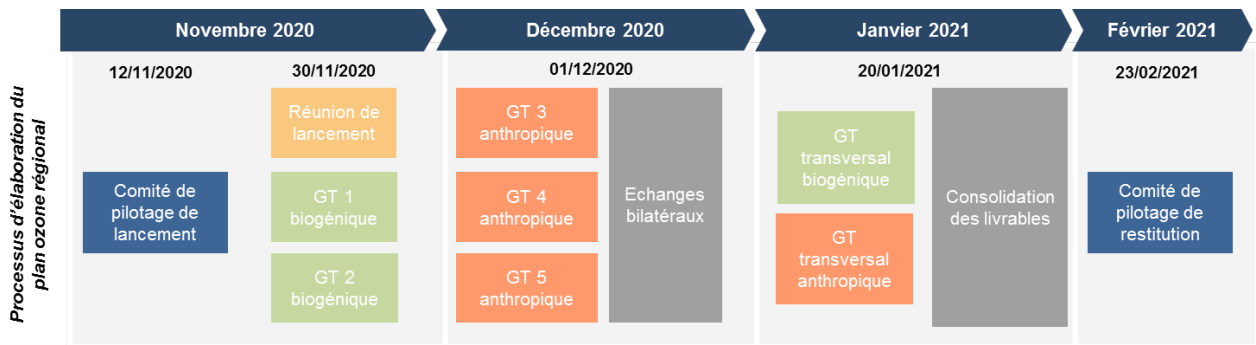 Novembre 2020
Décembre 2020
Janvier 2021
Février 2021
Processus d'élaboration du
plan ozone régional
12/11/2020
30/11/2020
01/12/2020
20/01/2021
23/02/2021
Comité de
pilotage de
lancement
Réunion de
lancement
GT 1
biogénique
GT 2
biogénique
GT 3
anthropique
GT 4
anthropique
GT 5
anthropique
Echanges
bilatéraux
GT
transversal
biogénique
GT
transversal
anthropique
Consolidation
des livrables
Comité de
pilotage de
restitution